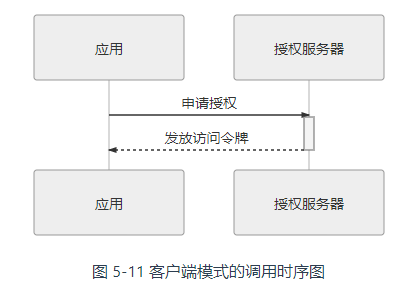 应用
授权服务器
申请授权
发放访问令牌
应用
授权服务器
图 5-11 客户端模式的调用时序图